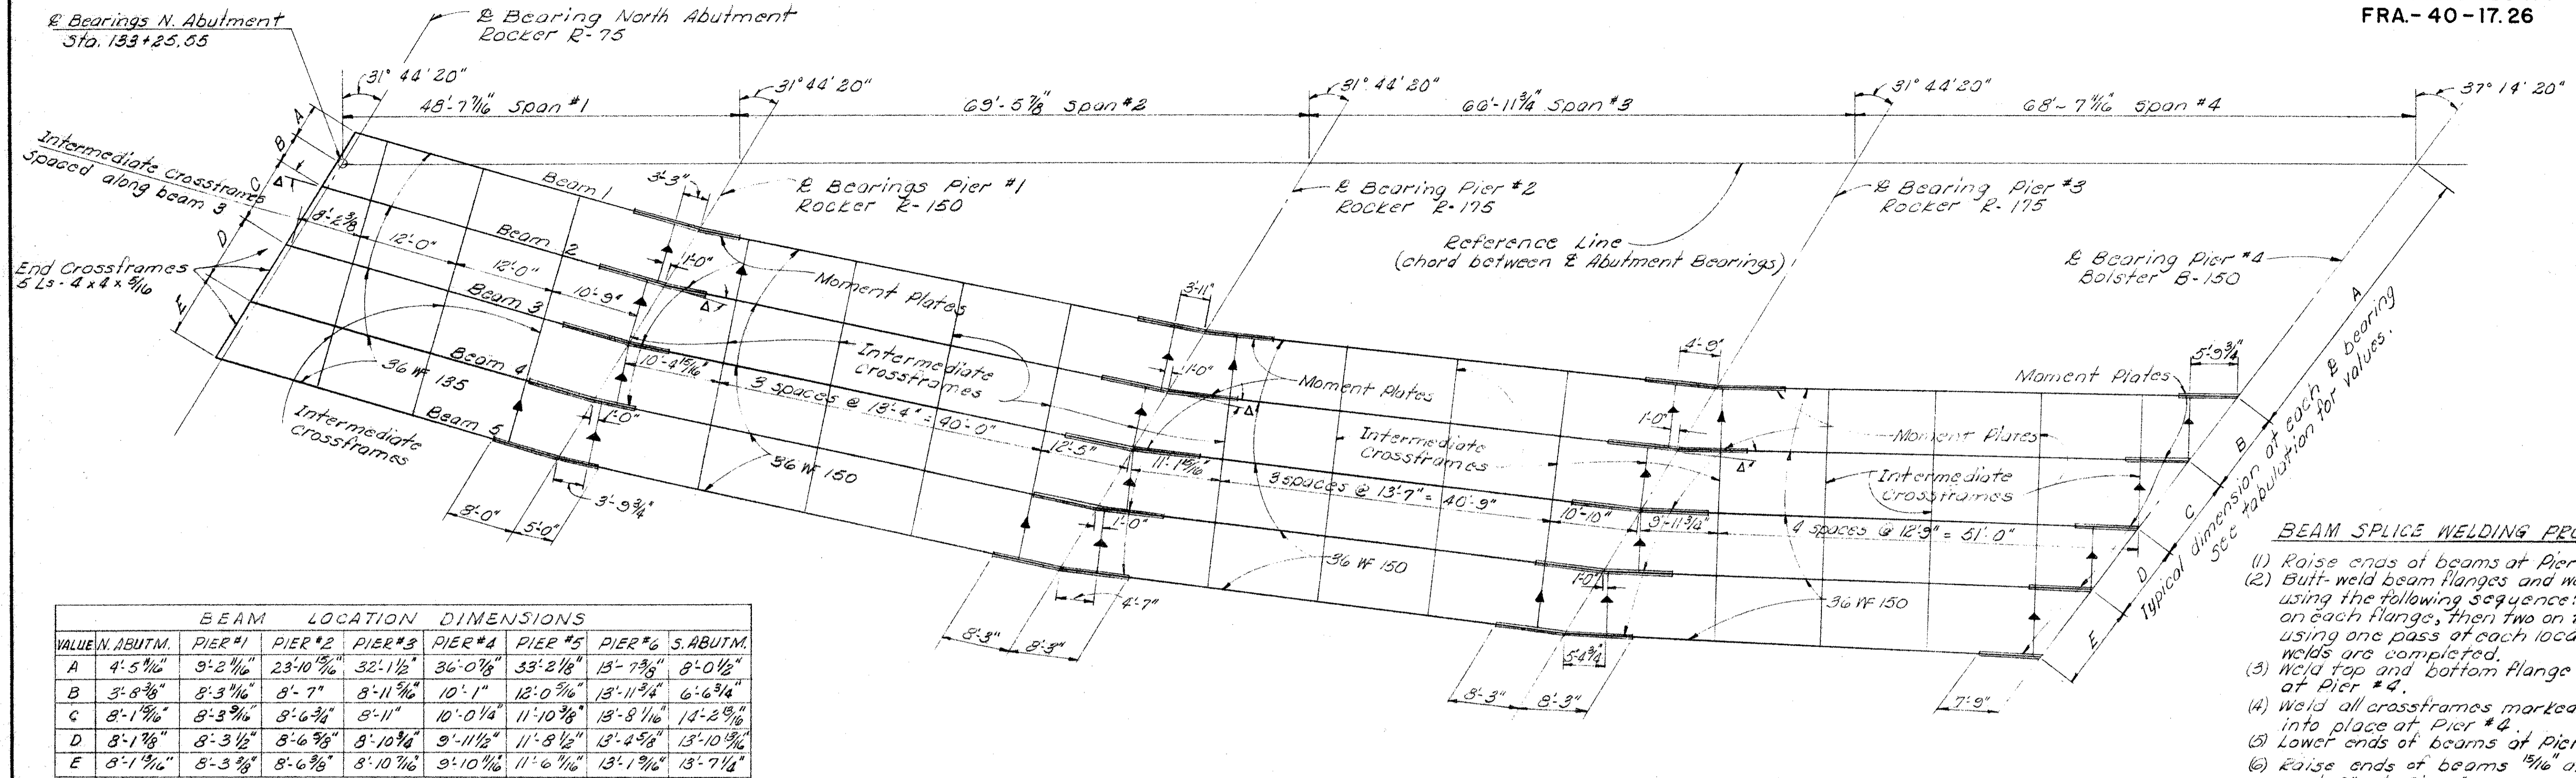 FRA.-40-17.26
℄ Bearings N. Abutment
Sta. 133+25.55
℄ Bearing North Abutment
Rocker R-75
31° 44' 20"
31° 44' 20"
31° 44' 20"
31° 44' 20"
37° 14' 20"
48'-7 7/16" Span #1
69'-5 7/8" Span #2
66'-11 3/4" Span #3
68'-7 11/16" Span #4
A
B
C
Δ
D
E
Intermediate Crossframes
spaced along beam 3
End Crossframes
5 Ls - 4 x 4 x 5/16
8'-2 3/8"
12'-0"
12'-0"
10'-9"
Beam 1
Beam 2
Beam 3
Beam 4
Beam 5
3'-3"
1'-0"
Δ
℄ Bearings Pier #1
Rocker R-150
℄ Bearing Pier #2
Rocker R-175
℄ Bearing Pier #3
Rocker R-175
Reference Line
(chord between ℄ Abutment Bearings)
℄ Bearing Pier #4
Bolster B-150
Moment Plates
Intermediate
Crossframes
36 WF 135
Intermediate
Crossframes
10'-4 15/16"
3 spaces @ 13'-4" = 40'-0"
12'-5"
36 WF 150
1'-0"
3'-9 3/4"
8'-0"
5'-0"
3'-11"
1'-0"
Δ
Moment Plates
Intermediate
Crossframes
11'-1 15/16"
3 spaces @ 13'-7" = 40'-9"
10'-10"
36 WF 150
1'-0"
4'-7"
8'-3"
8'-3"
4'-9"
1'-0"
Δ
Moment Plates
Moment Plates
5'-9 3/4"
Intermediate
Crossframes
9'-11 3/4"
4 spaces @ 12'-9" = 51'-0"
36 WF 150
1'-0"
5'-4 3/4"
8'-3"
8'-3"
7'-9"
A
B
C
D
E
Typical dimension at each ℄ bearing
see tabulation for values.
BEAM LOCATION DIMENSIONS
VALUE N. ABUTM. PIER #1 PIER #2 PIER #3 PIER #4 PIER #5 PIER #6 S. ABUTM.
A 4'-5 11/16" 9'-2 11/16" 23'-10 15/16" 32'-1 1/2" 36'-0 7/8" 33'-2 1/8" 18'-7 3/8" 8'-0 1/2"
B 3'-8 3/8" 8'-3 11/16" 8'-7" 8'-11 5/16" 10'-1" 12'-0 5/16" 13'-11 3/4" 6'-6 3/4"
C 8'-1 15/16" 8'-3 9/16" 8'-6 3/4" 8'-11" 10'-0 1/4" 11'-10 3/8" 13'-8 1/16" 14'-2 13/16"
D 8'-1 7/8" 8'-3 1/2" 8'-6 5/8" 8'-10 3/4" 9'-11 1/2" 11'-8 1/2" 13'-4 5/8" 13'-10 13/16"
E 8'-1 13/16" 8'-3 3/8" 8'-6 3/8" 8'-10 7/16" 9'-10 11/16" 11'-6 11/16" 13'-1 9/16" 13'-7 1/4"
BEAM SPLICE WELDING PRO
(1) Raise ends of beams at Pier
(2) Butt-weld beam flanges and w
using the following sequence:
on each flange, then two on
using one pass at each loca
welds are completed.
(3) Weld top and bottom flange
at Pier #4.
(4) Weld all crossframes marked
into place at Pier #4.
(5) Lower ends of beams at Pier
(6) Raise ends of beams 15/16"